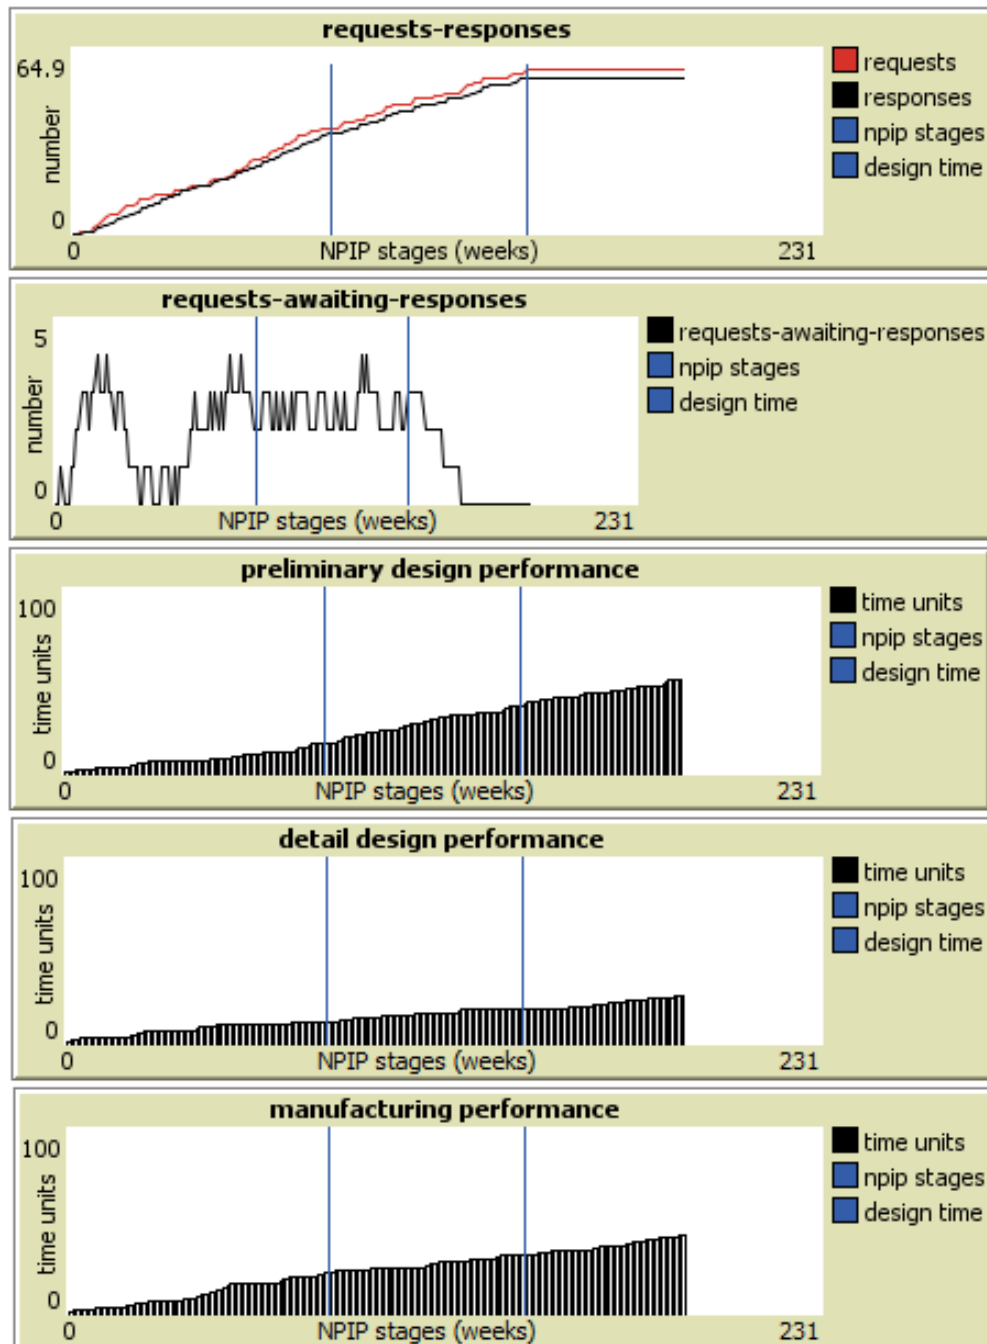 requests-responses
64.9
number
0
0
NPIP stages (weeks)
231
requests
responses
npip stages
design time
requests-awaiting-responses
5
number
0
0
NPIP stages (weeks)
231
requests-awaiting-responses
npip stages
design time
preliminary design performance
100
time units
0
0
NPIP stages (weeks)
231
time units
npip stages
design time
detail design performance
100
time units
0
0
NPIP stages (weeks)
231
time units
npip stages
design time
manufacturing performance
100
time units
0
0
NPIP stages (weeks)
231
time units
npip stages
design time